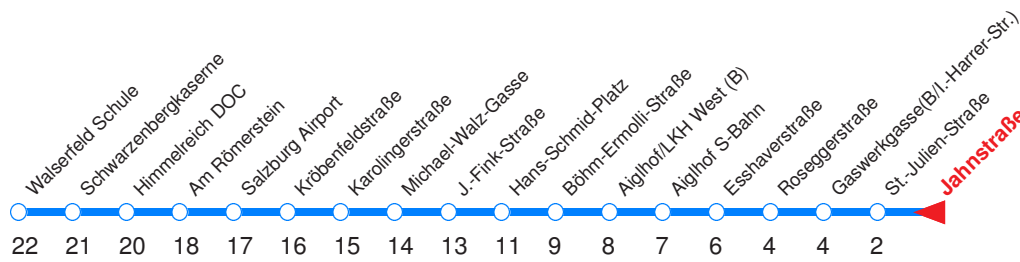 Walserfeld Schule
Schwarzenbergkaserne
Himmelreich DOC
Am Römerstein
Salzburg Airport
Kröbenfeldstraße
Karolingerstraße
Michael-Walz-Gasse
J.-Fink-Straße
Hans-Schmid-Platz
Böhm-Ermolli-Straße
Aiglhof/LKH West (B)
Aiglhof S-Bahn
Esshaverstraße
Roseggerstraße
Gaswerkgasse(B/I.-Harrer-Str.)
St.-Julien-Straße
Jahnstraße
22 21 20 18 17 16 15 14 13 11 9 8 7 6 4 4 2